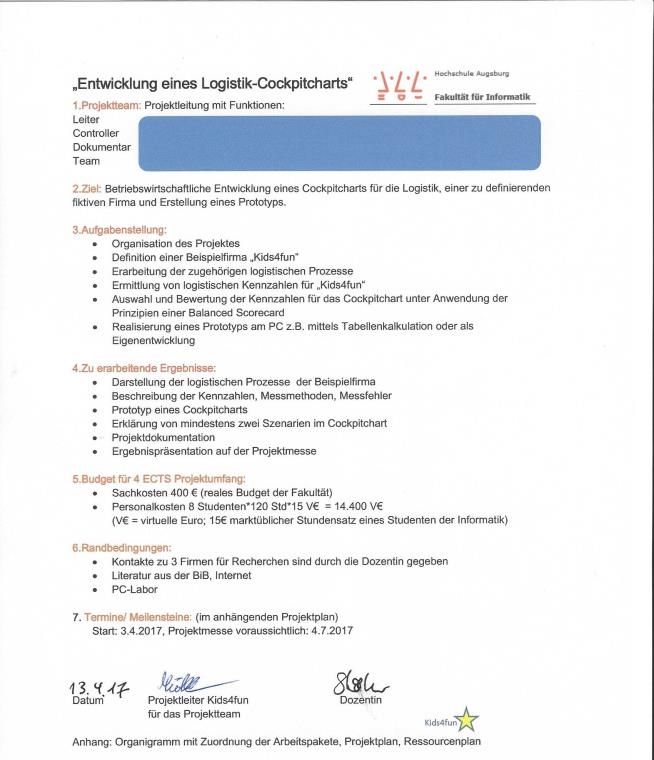 „Entwicklung eines Logistik-Cockpitcharts“
Hochschule Augsburg
Fakultät für Informatik
1.Projektteam: Projektleitung mit Funktionen:
Leiter
Controller
Dokumentar
Team
2.Ziel: Betriebswirtschaftliche Entwicklung eines Cockpitcharts für die Logistik, einer zu definierenden
fiktiven Firma und Erstellung eines Prototyps.
3.Aufgabenstellung:
• Organisation des Projektes
• Definition einer Beispielfirma „Kids4fun“
• Erarbeitung der zugehörigen logistischen Prozesse
• Ermittlung von logistischen Kennzahlen für „Kids4fun“
• Auswahl und Bewertung der Kennzahlen für das Cockpitchart unter Anwendung der
Prinzipien einer Balanced Scorecard
• Realisierung eines Prototyps am PC z.B. mittels Tabellenkalkulation oder als
Eigenentwicklung
4.Zu erarbeitende Ergebnisse:
• Darstellung der logistischen Prozesse der Beispielfirma
• Beschreibung der Kennzahlen, Messmethoden, Messfehler
• Prototyp eines Cockpitcharts
• Erklärung von mindestens zwei Szenarien im Cockpitchart
• Projektdokumentation
• Ergebnispräsentation auf der Projektmesse
5.Budget für 4 ECTS Projektumfang:
• Sachkosten 400 € (reales Budget der Fakultät)
• Personalkosten 8 Studenten*120 Std*15 V€ = 14.400 V€
(V€ = virtuelle Euro; 15€ marktüblicher Stundensatz eines Studenten der Informatik)
6.Randbedingungen:
• Kontakte zu 3 Firmen für Recherchen sind durch die Dozentin gegeben
• Literatur aus der BiB, Internet
• PC-Labor
7. Termine/ Meilensteine: (im anhängenden Projektplan)
Start: 3.4.2017, Projektmesse voraussichtlich: 4.7.2017
13.4.17
Datum
Projektleiter Kids4fun
für das Projektteam
Dozentin
Kids4fun
Anhang: Organigramm mit Zuordnung der Arbeitspakete, Projektplan, Ressourcenplan